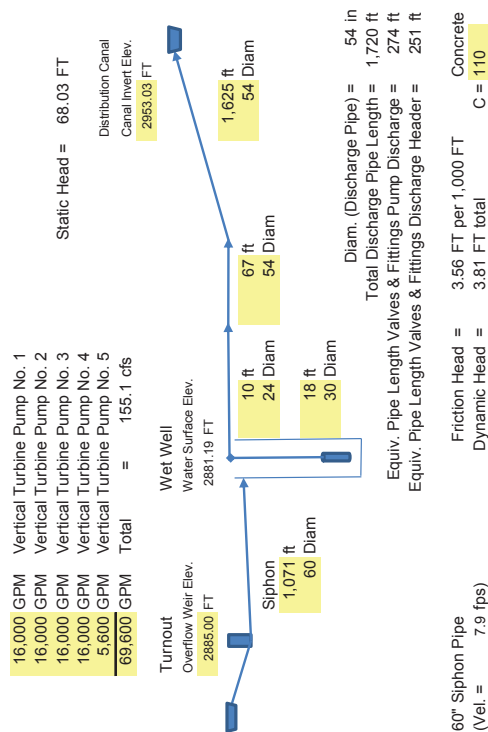 16,000 GPM Vertical Turbine Pump No. 1
16,000 GPM Vertical Turbine Pump No. 2
16,000 GPM Vertical Turbine Pump No. 3
16,000 GPM Vertical Turbine Pump No. 4
5,600 GPM Vertical Turbine Pump No. 5
69,600 GPM Total = 155.1 cfs
Static Head = 68.03 FT
Turnout
Overflow Weir Elev.
2885.00 FT
Wet Well
Water Surface Elev.
2881.19 FT
Distribution Canal
Canal Invert Elev.
2953.03 FT
Siphon
1,071 ft
60 Diam
10 ft
24 Diam
18 ft
30 Diam
67 ft
54 Diam
1,625 ft
54 Diam
Diam. (Discharge Pipe) = 54 in
Total Discharge Pipe Length = 1,720 ft
Equiv. Pipe Length Valves & Fittings Pump Discharge = 274 ft
Equiv. Pipe Length Valves & Fittings Discharge Header = 251 ft
60" Siphon Pipe
(Vel. = 7.9 fps)
Friction Head = 3.56 FT per 1,000 FT
Dynamic Head = 3.81 FT total
Concrete
C = 110